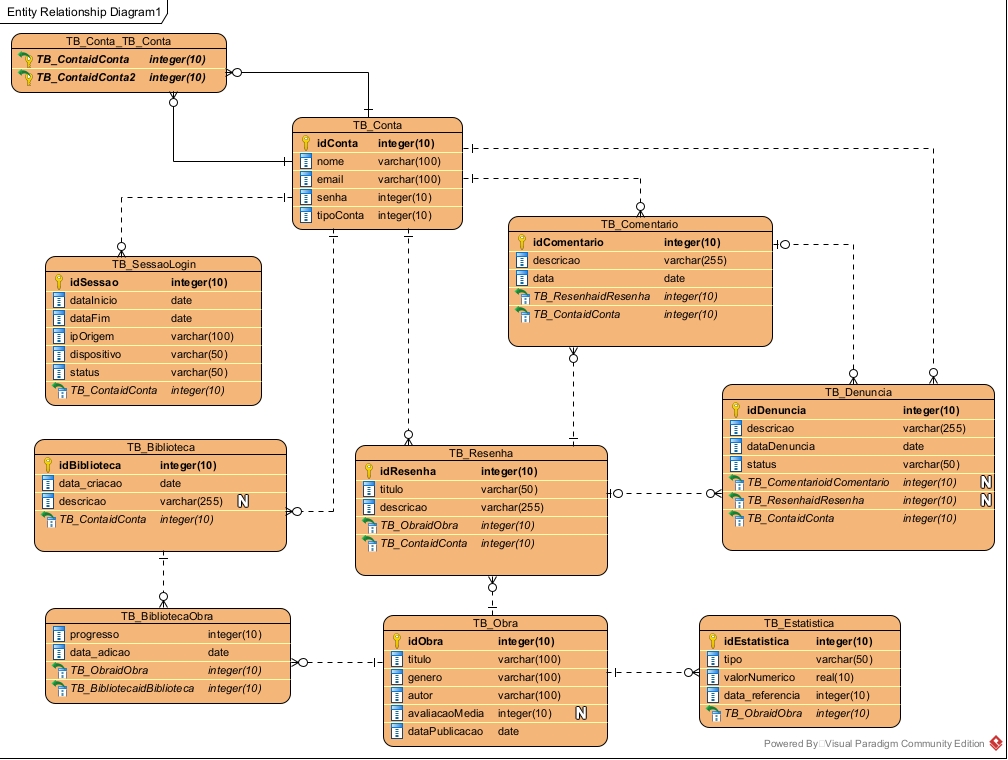 Entity Relationship Diagram1
TB_Conta_TB_Conta
TB_ContaidConta integer(10)
TB_ContaidConta2 integer(10)
TB_Conta
idConta integer(10)
nome varchar(100)
email varchar(100)
senha integer(10)
tipoConta integer(10)
TB_Comentario
idComentario integer(10)
descricao varchar(255)
data date
TB_ResenhaidResenha integer(10)
TB_ContaidConta integer(10)
TB_SessaoLogin
idSessao integer(10)
dataInicio date
dataFim date
ipOrigem varchar(100)
dispositivo varchar(50)
status varchar(50)
TB_ContaidConta integer(10)
TB_Denuncia
idDenuncia integer(10)
descricao varchar(255)
dataDenuncia date
status varchar(50)
TB_ComentarioidComentario integer(10) N
TB_ResenhaidResenha integer(10) N
TB_ContaidConta integer(10)
TB_Biblioteca
idBiblioteca integer(10)
data_criacao date
descricao varchar(255) N
TB_ContaidConta integer(10)
TB_Resenha
idResenha integer(10)
titulo varchar(50)
descricao varchar(255)
TB_ObraidObra integer(10)
TB_ContaidConta integer(10)
TB_BibliotecaObra
progresso integer(10)
data_adicao date
TB_ObraidObra integer(10)
TB_BibliotecaidBiblioteca integer(10)
TB_Obra
idObra integer(10)
titulo varchar(100)
genero varchar(100)
autor varchar(100)
avaliacaoMedia integer(10) N
dataPublicacao date
TB_Estatistica
idEstatistica integer(10)
tipo varchar(50)
valorNumerico real(10)
data_referencia integer(10)
TB_ObraidObra integer(10)
Powered By Visual Paradigm Community Edition